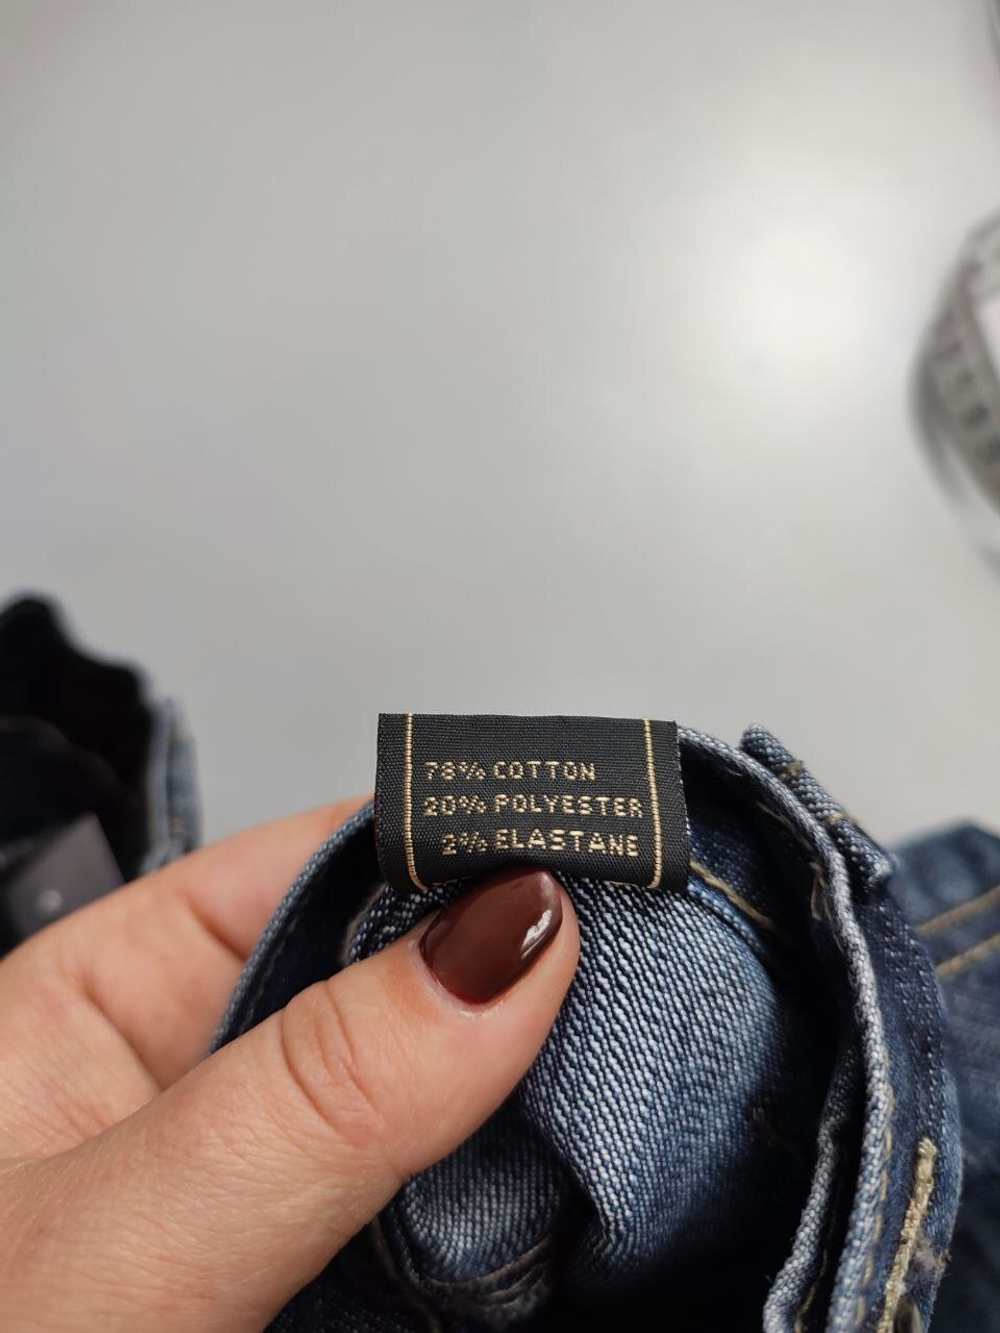 78% COTTON
20% POLYESTER
2% ELASTANE